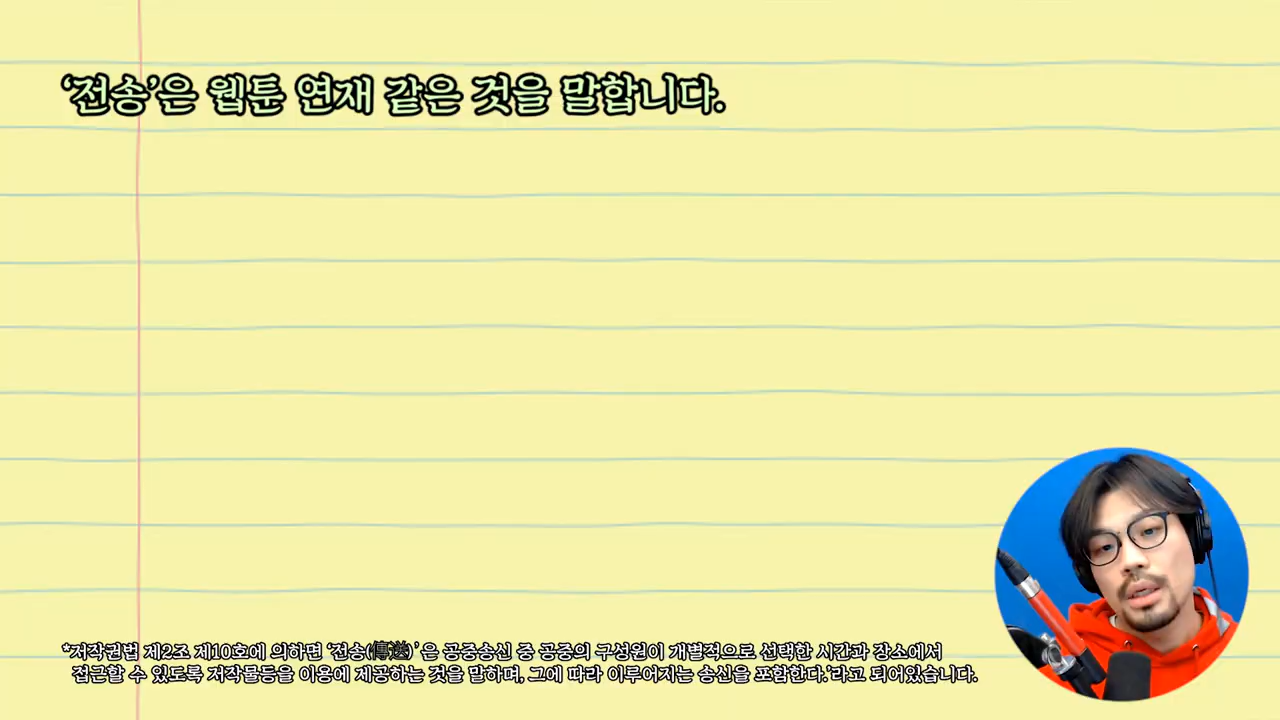 ‘전송’은 웹툰 연재 같은 것을 말합니다.
*저작권법 제2조 제10호에 의하면 ‘전송(傳送)’은 공중송신 중 공중의 구성원이 개별적으로 선택한 시간과 장소에서
접근할 수 있도록 저작물등을 이용에 제공하는 것을 말하며, 그에 따라 이루어지는 송신을 포함한다.’라고 되어있습니다.